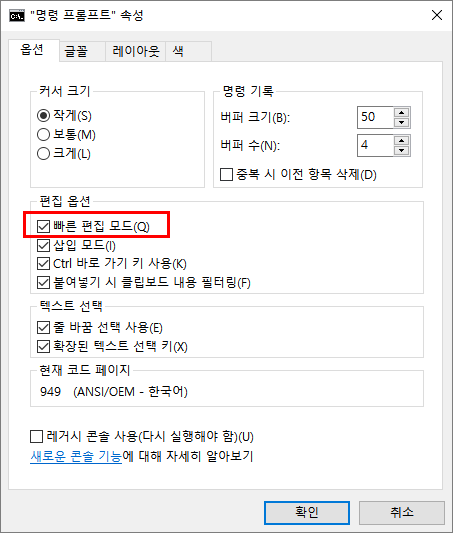 "명령 프롬프트" 속성
옵션 글꼴 레이아웃 색
커서 크기
작게(S)
보통(M)
크게(L)
명령 기록
버퍼 크기(B): 50
버퍼 수(N): 4
중복 시 이전 항목 삭제(D)
편집 옵션
빠른 편집 모드(Q)
삽입 모드(I)
Ctrl 바로 가기 키 사용(K)
붙여넣기 시 클립보드 내용 필터링(F)
텍스트 선택
줄 바꿈 선택 사용(E)
확장된 텍스트 선택 키(X)
현재 코드 페이지
949 (ANSI/OEM - 한국어)
레거시 콘솔 사용(다시 실행해야 함)(U)
새로운 콘솔 기능에 대해 자세히 알아보기
확인 취소